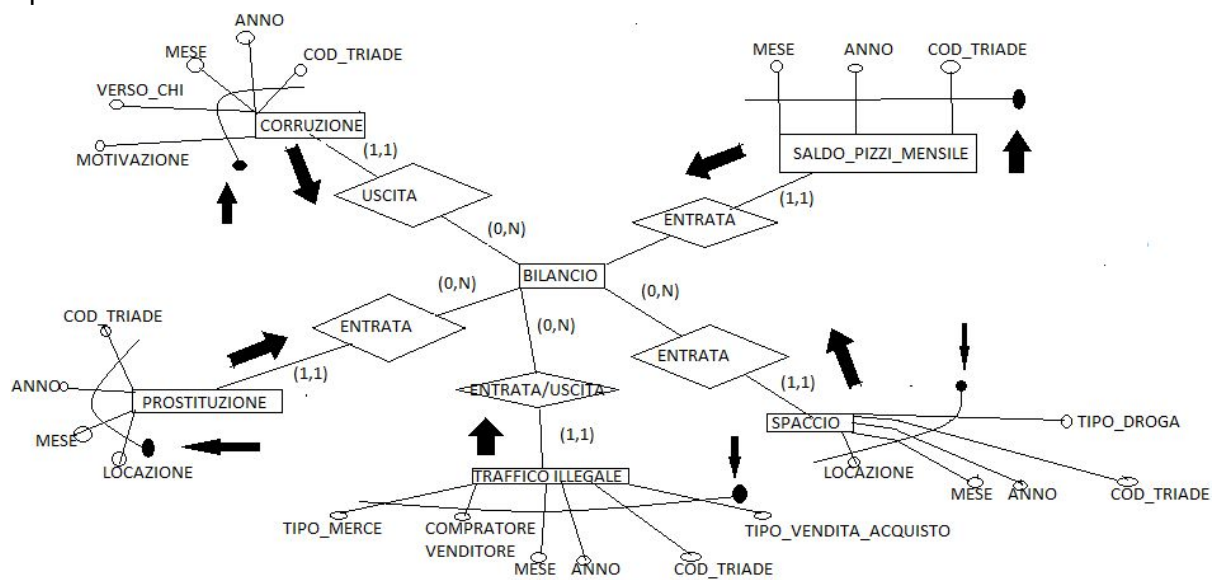 ANNO
MESE
COD_TRIADE
VERSO_CHI
CORRUZIONE
MOTIVAZIONE
(1,1)
USCITA
(0,N)
MESE
ANNO
COD_TRIADE
SALDO_PIZZI_MENSILE
(1,1)
ENTRATA
BILANCIO
(0,N)
(0,N)
(0,N)
COD_TRIADE
ENTRATA
(1,1)
ANNO
PROSTITUZIONE
MESE
LOCAZIONE
ENTRATA/USCITA
(1,1)
TRAFFICO ILLEGALE
TIPO_MERCE
COMPRATORE
VENDITORE
MESE
ANNO
COD_TRIADE
TIPO_VENDITA_ACQUISTO
ENTRATA
(1,1)
SPACCIO
TIPO_DROGA
LOCAZIONE
MESE
ANNO
COD_TRIADE